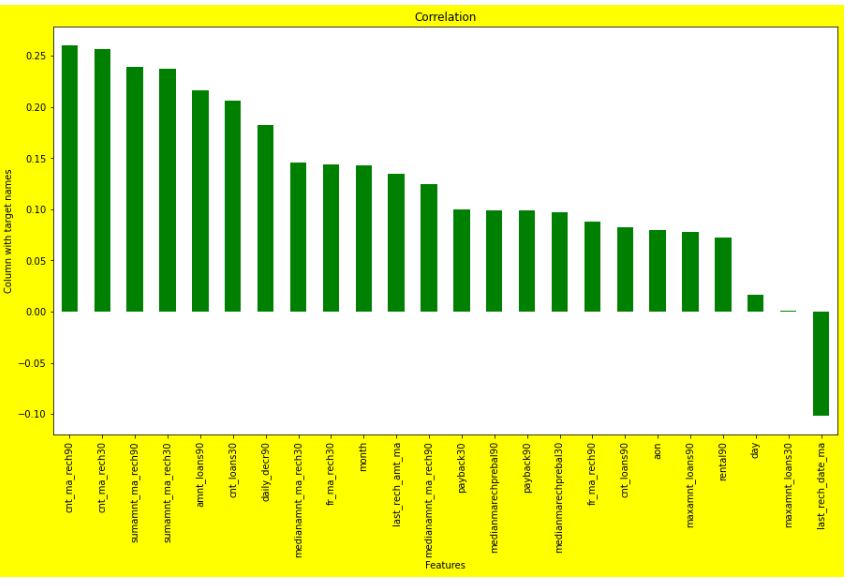 Correlation
Column with target names
0.25
0.20
0.15
0.10
0.05
0.00
−0.05
−0.10
cnt_ma_rech90
cnt_ma_rech30
sumamnt_ma_rech90
sumamnt_ma_rech30
amnt_loans90
cnt_loans30
daily_decr90
medianamnt_ma_rech30
fr_ma_rech30
month
last_rech_amt_ma
medianamnt_ma_rech90
payback30
medianmarechprebal90
payback90
medianmarechprebal30
fr_ma_rech90
cnt_loans90
aon
maxamnt_loans90
rental90
day
maxamnt_loans30
last_rech_date_ma
Features